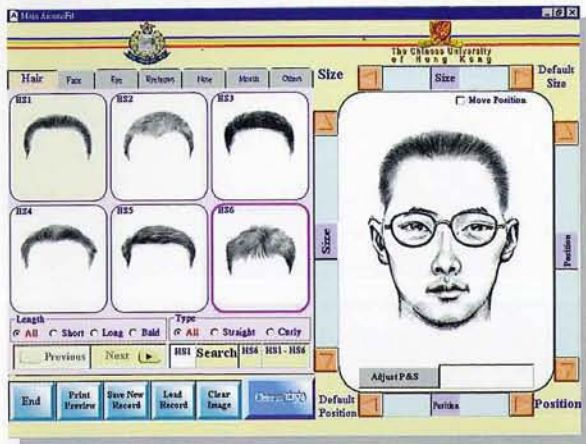 The Chinese University
of Hong Kong
Hair Face Eye Eyebrows Nose Mouth Others
Size Size Default
Size
HS1 HS2 HS3
Move Position
HS4 HS5 HS6
Size
Position
Length Type
All Short Long Bald All Straight Curly
Previous Next HS1 Search HS6 HS1 - HS6
Adjust P&S
End
Print
Preview
Save New
Record
Load
Record
Clear
Image
Default
Position
Position
Position